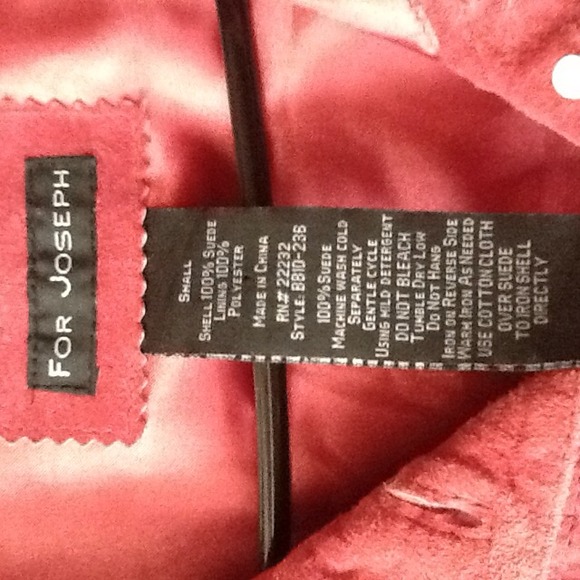 FOR JOSEPH
SMALL
SHELL 100% SUEDE
LINING 100%
POLYESTER
MADE IN CHINA
RN# 22232
STYLE: BBJD-236
100% SUEDE
MACHINE WASH COLD
SEPARATELY
GENTLE CYCLE
USING MILD DETERGENT
DO NOT BLEACH
TUMBLE DRY LOW
DO NOT HANG
IRON ON REVERSE SIDE
WARM IRON AS NEEDED
USE COTTON CLOTH
OVER SUEDE
TO IRON SHELL
DIRECTLY